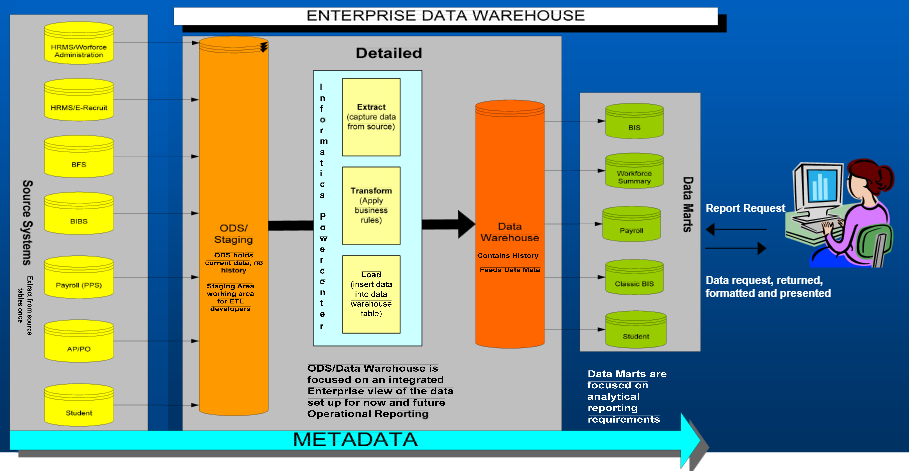 ENTERPRISE DATA WAREHOUSE
Source Systems
Extract from source
tables once
HRMS/Worforce
Administration
HRMS/E-Recruit
BFS
BIBS
Payroll (PPS)
AP/PO
Student
Detailed
ODS/
Staging
ODS holds
current data, no
history
Staging Area
working area
for ETL
developers
Informatica Powercenter
Extract
(capture data
from source)
Transform
(Apply
business
rules)
Load
(insert data
into data
warehouse
table)
ODS/Data Warehouse is
focused on an integrated
Enterprise view of the data
set up for now and future
Operational Reporting
Data
Warehouse
Contains History
Feeds Data Mats
BIS
Workforce
Summary
Payroll
Classic BIS
Student
Data Marts
Data Marts are
focused on
analytical
reporting
requirements
Report Request
Data request, returned,
formatted and presented
METADATA